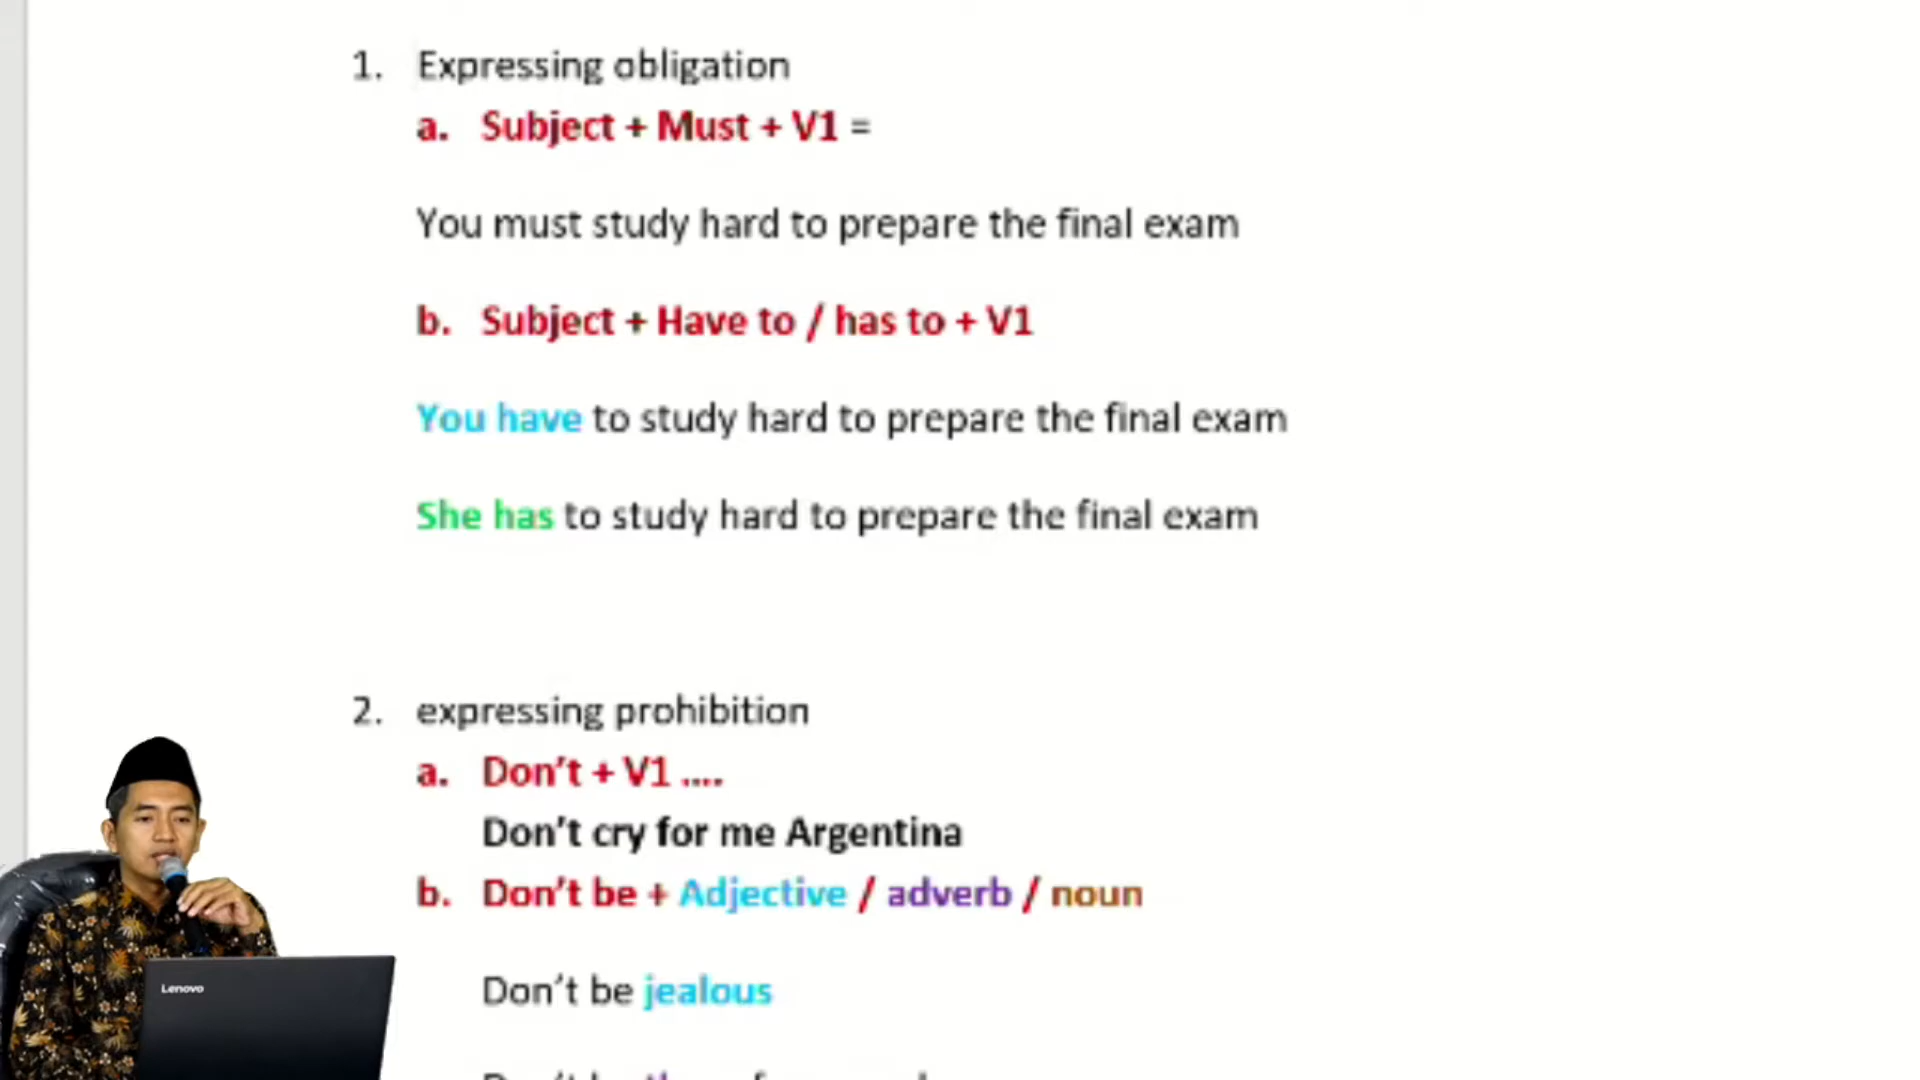 1. Expressing obligation
a. Subject + Must + V1 =
You must study hard to prepare the final exam
b. Subject + Have to / has to + V1
You have to study hard to prepare the final exam
She has to study hard to prepare the final exam
2. expressing prohibition
a. Don't + V1 ....
Don't cry for me Argentina
b. Don't be + Adjective / adverb / noun
Don't be jealous
Lenovo